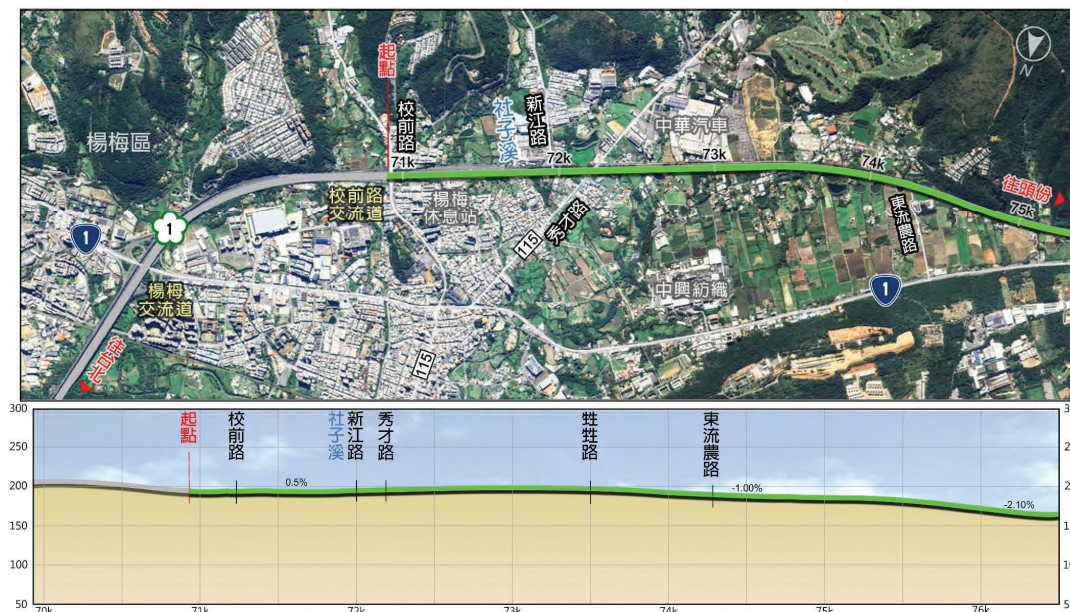 起點
N
校前路
社子溪
新江路
中華汽車
楊梅區
71k
72k
73k
74k
往頭份
75k
校前路
交流道
楊梅
休息站
秀才路
115
東流農路
1
1
楊梅
交流道
中興紡織
1
往台北
115
300
250
200
150
100
50
起點
校前路
社子溪
新江路
秀才路
甡甡路
東流農路
0.5%
-1.00%
-2.10%
70k
71k
72k
73k
74k
75k
76k